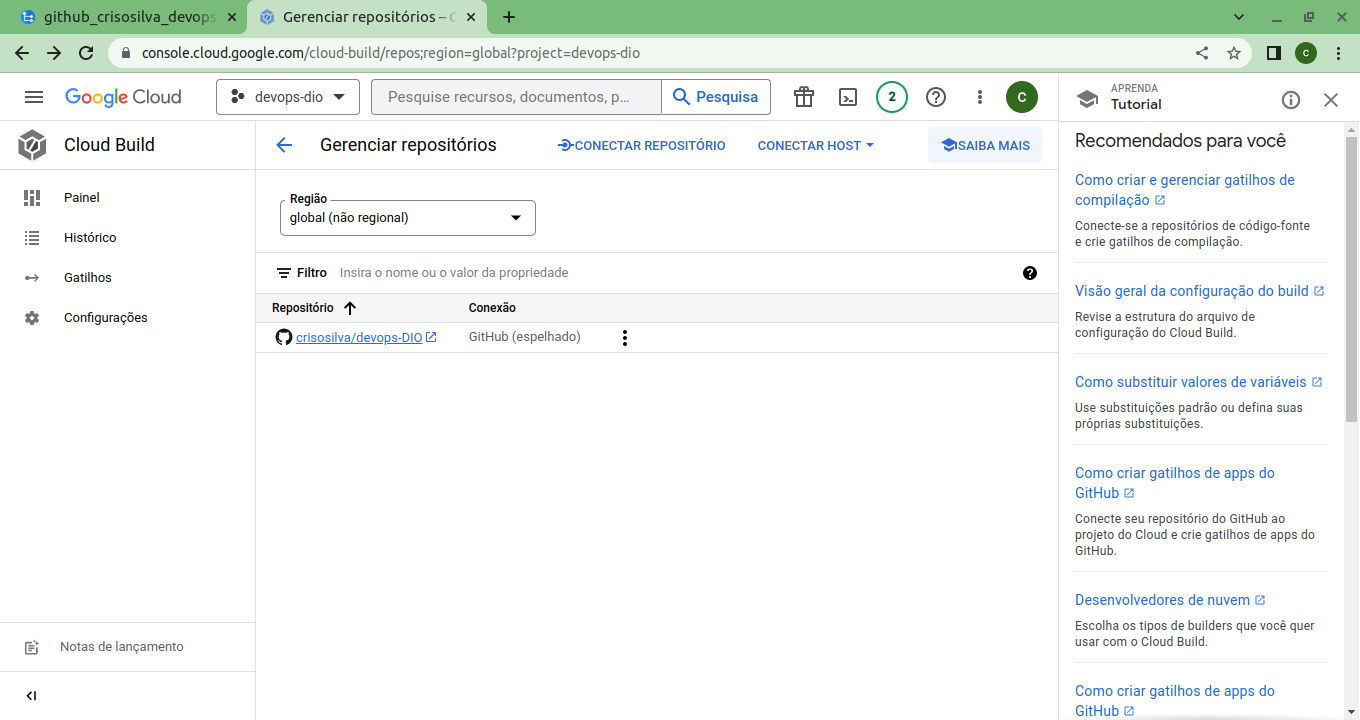 github_crisosilva_devops
Gerenciar repositórios – C
console.cloud.google.com/cloud-build/repos;region=global?project=devops-dio
C
Google Cloud
devops-dio
Pesquise recursos, documentos, p...
Pesquisa
2
C
APRENDA
Tutorial
Cloud Build
Gerenciar repositórios
CONECTAR REPOSITÓRIO
CONECTAR HOST
SAIBA MAIS
Painel
Histórico
Gatilhos
Configurações
Notas de lançamento
Região
global (não regional)
Filtro
Insira o nome ou o valor da propriedade
Repositório
Conexão
crisosilva/devops-DIO
GitHub (espelhado)
Recomendados para você
Como criar e gerenciar gatilhos de
compilação
Conecte-se a repositórios de código-fonte
e crie gatilhos de compilação.
Visão geral da configuração do build
Revise a estrutura do arquivo de
configuração do Cloud Build.
Como substituir valores de variáveis
Use substituições padrão ou defina suas
próprias substituições.
Como criar gatilhos de apps do
GitHub
Conecte seu repositório do GitHub ao
projeto do Cloud e crie gatilhos de apps do
GitHub.
Desenvolvedores de nuvem
Escolha os tipos de builders que você quer
usar com o Cloud Build.
Como criar gatilhos de apps do
GitHub